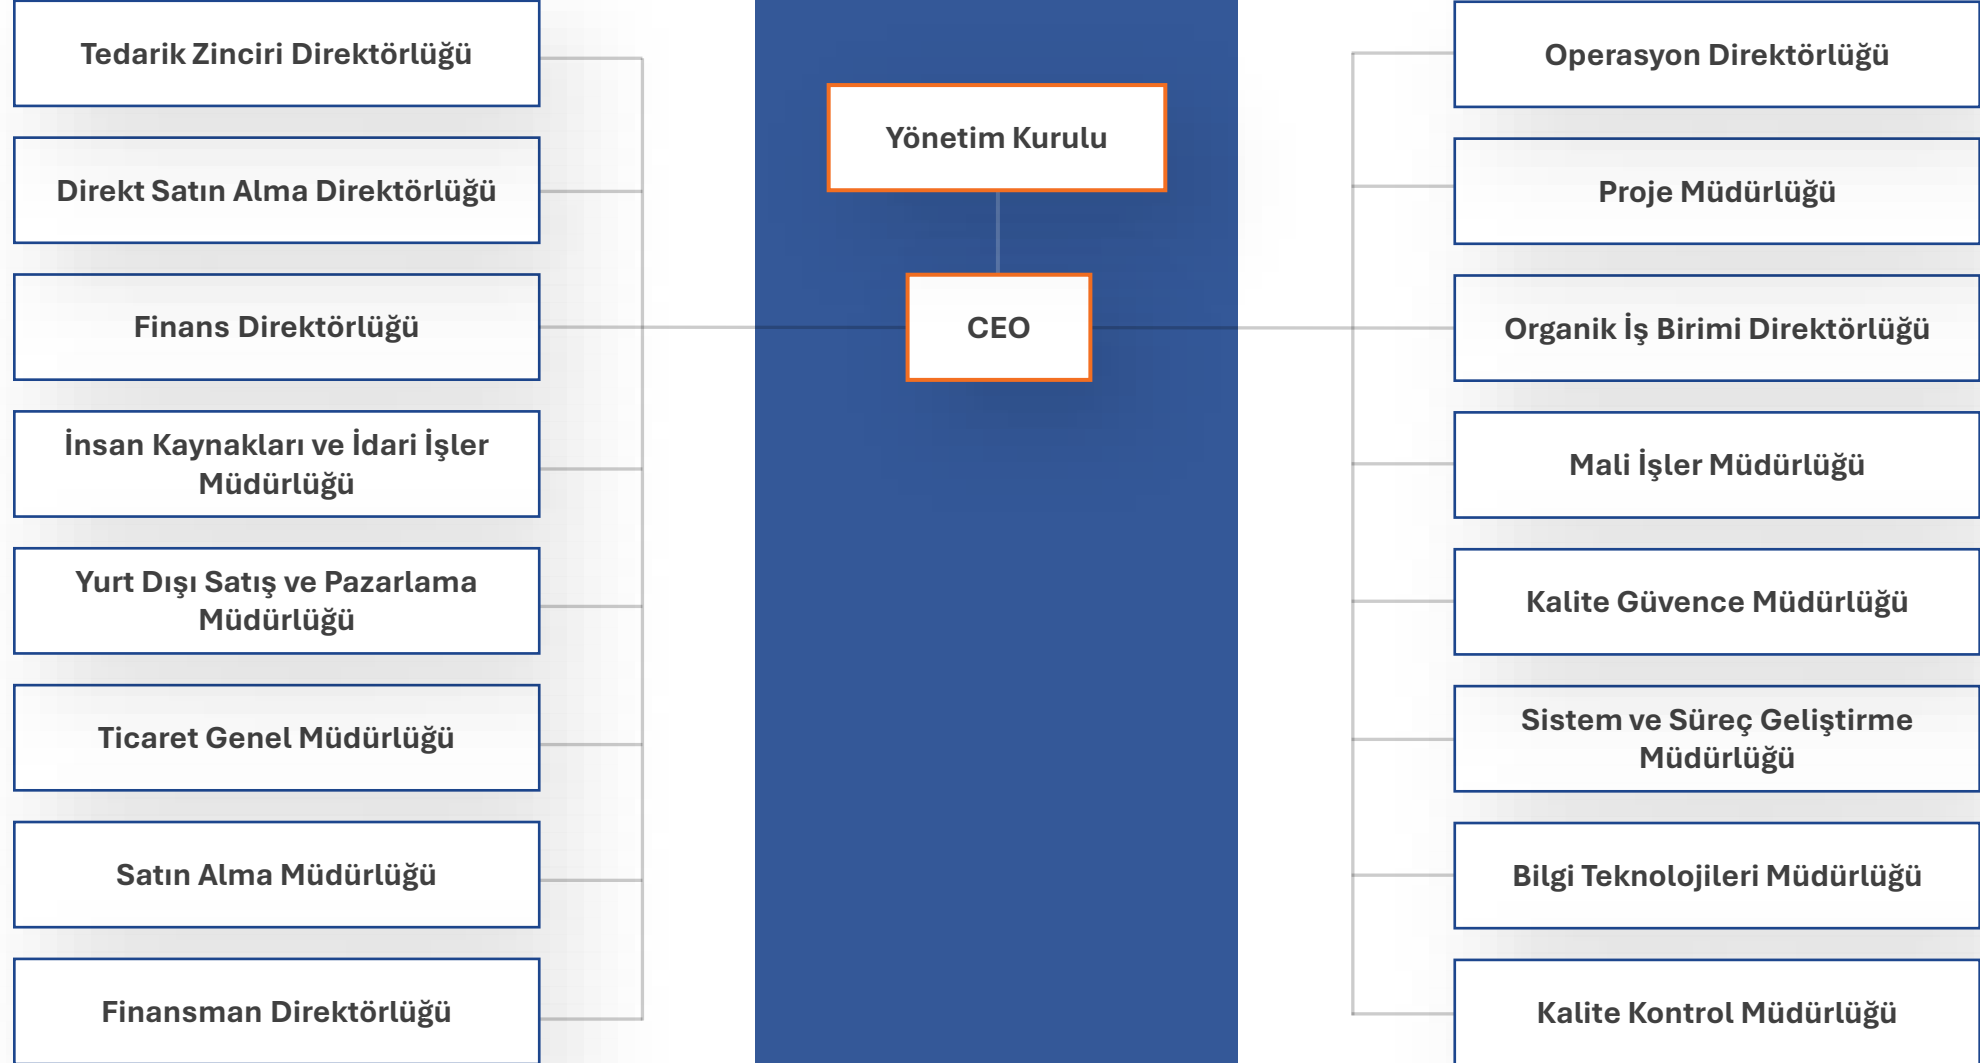 Tedarik Zinciri Direktörlüğü
Direkt Satın Alma Direktörlüğü
Finans Direktörlüğü
İnsan Kaynakları ve İdari İşler
Müdürlüğü
Yurt Dışı Satış ve Pazarlama
Müdürlüğü
Ticaret Genel Müdürlüğü
Satın Alma Müdürlüğü
Finansman Direktörlüğü
Yönetim Kurulu
CEO
Operasyon Direktörlüğü
Proje Müdürlüğü
Organik İş Birimi Direktörlüğü
Mali İşler Müdürlüğü
Kalite Güvence Müdürlüğü
Sistem ve Süreç Geliştirme
Müdürlüğü
Bilgi Teknolojileri Müdürlüğü
Kalite Kontrol Müdürlüğü